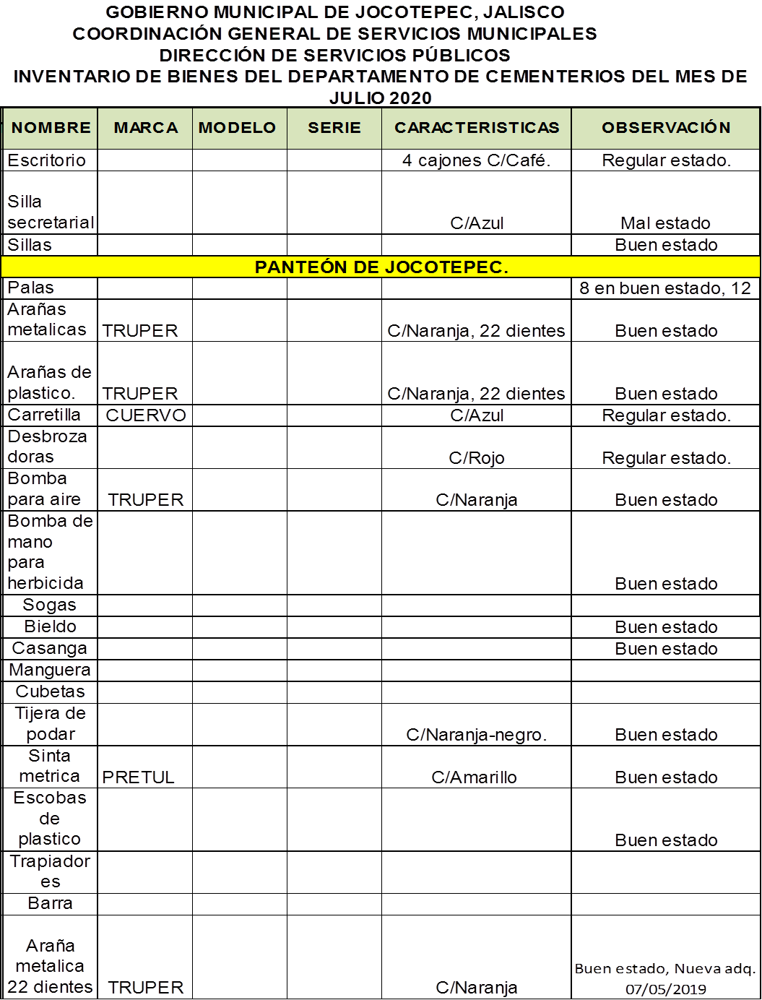 GOBIERNO MUNICIPAL DE JOCOTEPEC, JALISCO
COORDINACIÓN GENERAL DE SERVICIOS MUNICIPALES
DIRECCIÓN DE SERVICIOS PÚBLICOS
INVENTARIO DE BIENES DEL DEPARTAMENTO DE CEMENTERIOS DEL MES DE
JULIO 2020
NOMBRE MARCA MODELO SERIE CARACTERISTICAS OBSERVACIÓN
Escritorio 4 cajones C/Café. Regular estado.
Silla
secretarial C/Azul Mal estado
Sillas Buen estado
PANTEÓN DE JOCOTEPEC.
Palas 8 en buen estado, 12
Arañas
metalicas TRUPER C/Naranja, 22 dientes Buen estado
Arañas de
plastico. TRUPER C/Naranja, 22 dientes Buen estado
Carretilla CUERVO C/Azul Regular estado.
Desbroza
doras C/Rojo Regular estado.
Bomba
para aire TRUPER C/Naranja Buen estado
Bomba de
mano
para
herbicida Buen estado
Sogas
Bieldo Buen estado
Casanga Buen estado
Manguera
Cubetas
Tijera de
podar C/Naranja-negro. Buen estado
Sinta
metrica PRETUL C/Amarillo Buen estado
Escobas
de
plastico Buen estado
Trapiador
es
Barra
Araña
metalica Buen estado, Nueva adq.
22 dientes TRUPER C/Naranja 07/05/2019